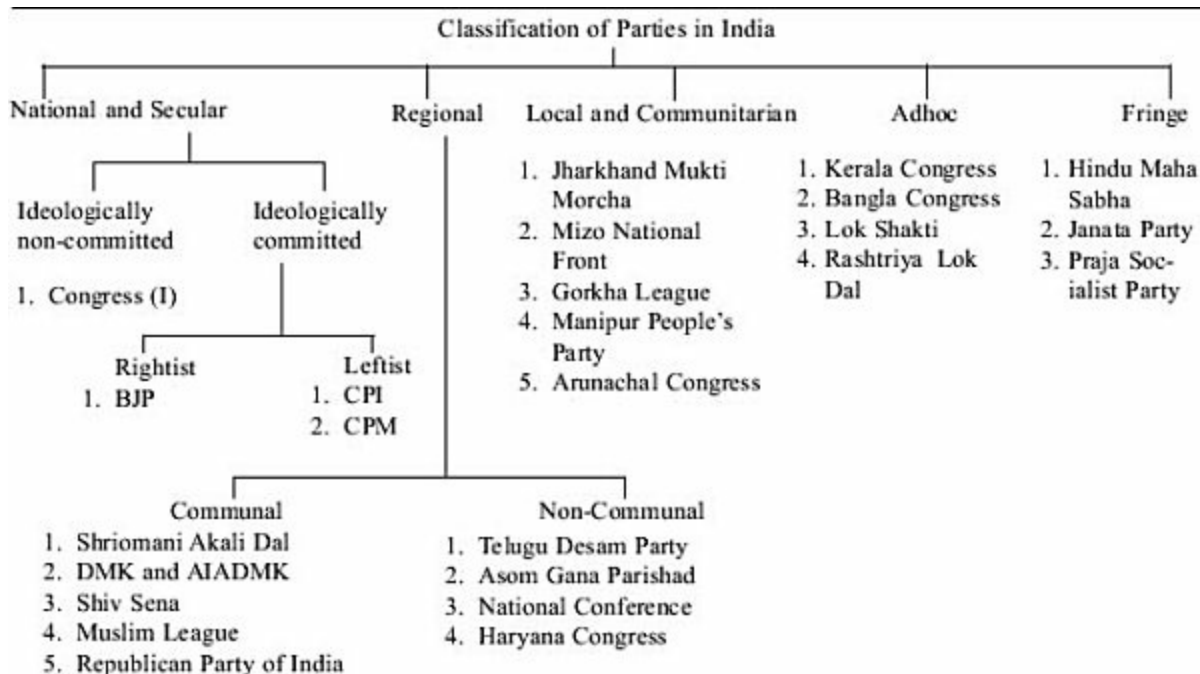 Classification of Parties in India
National and Secular
Regional
Local and Communitarian
Adhoc
Fringe
Ideologically
non-committed
1. Congress (I)
Ideologically
committed
Rightist
1. BJP
Leftist
1. CPI
2. CPM
Communal
1. Shriomani Akali Dal
2. DMK and AIADMK
3. Shiv Sena
4. Muslim League
5. Republican Party of India
Non-Communal
1. Telugu Desam Party
2. Asom Gana Parishad
3. National Conference
4. Haryana Congress
1. Jharkhand Mukti
Morcha
2. Mizo National
Front
3. Gorkha League
4. Manipur People's
Party
5. Arunachal Congress
1. Kerala Congress
2. Bangla Congress
3. Lok Shakti
4. Rashtriya Lok
Dal
1. Hindu Maha
Sabha
2. Janata Party
3. Praja Soc-
ialist Party